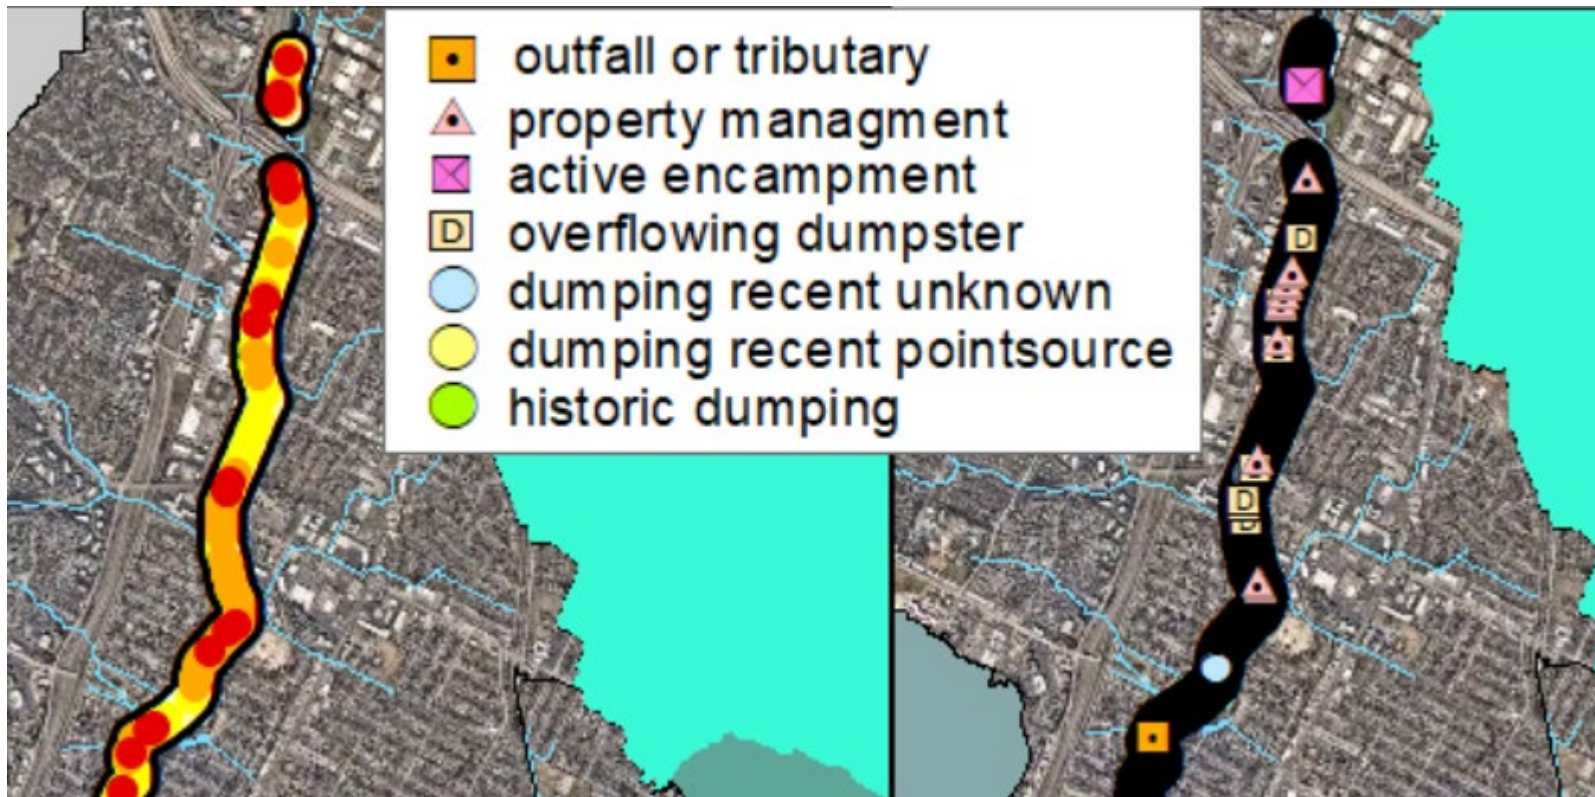 outfall or tributary
property managment
active encampment
D overflowing dumpster
dumping recent unknown
dumping recent pointsource
historic dumping
D
D
D